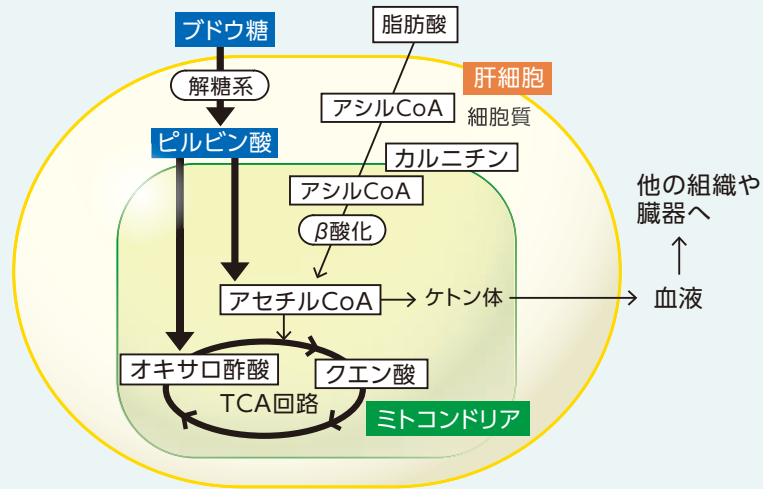 ブドウ糖
脂肪酸
解糖系
肝細胞
アシルCoA
細胞質
ピルビン酸
カルニチン
アシルCoA
β酸化
他の組織や
臓器へ
アセチルCoA
ケトン体
血液
オキサロ酢酸
クエン酸
TCA回路
ミトコンドリア